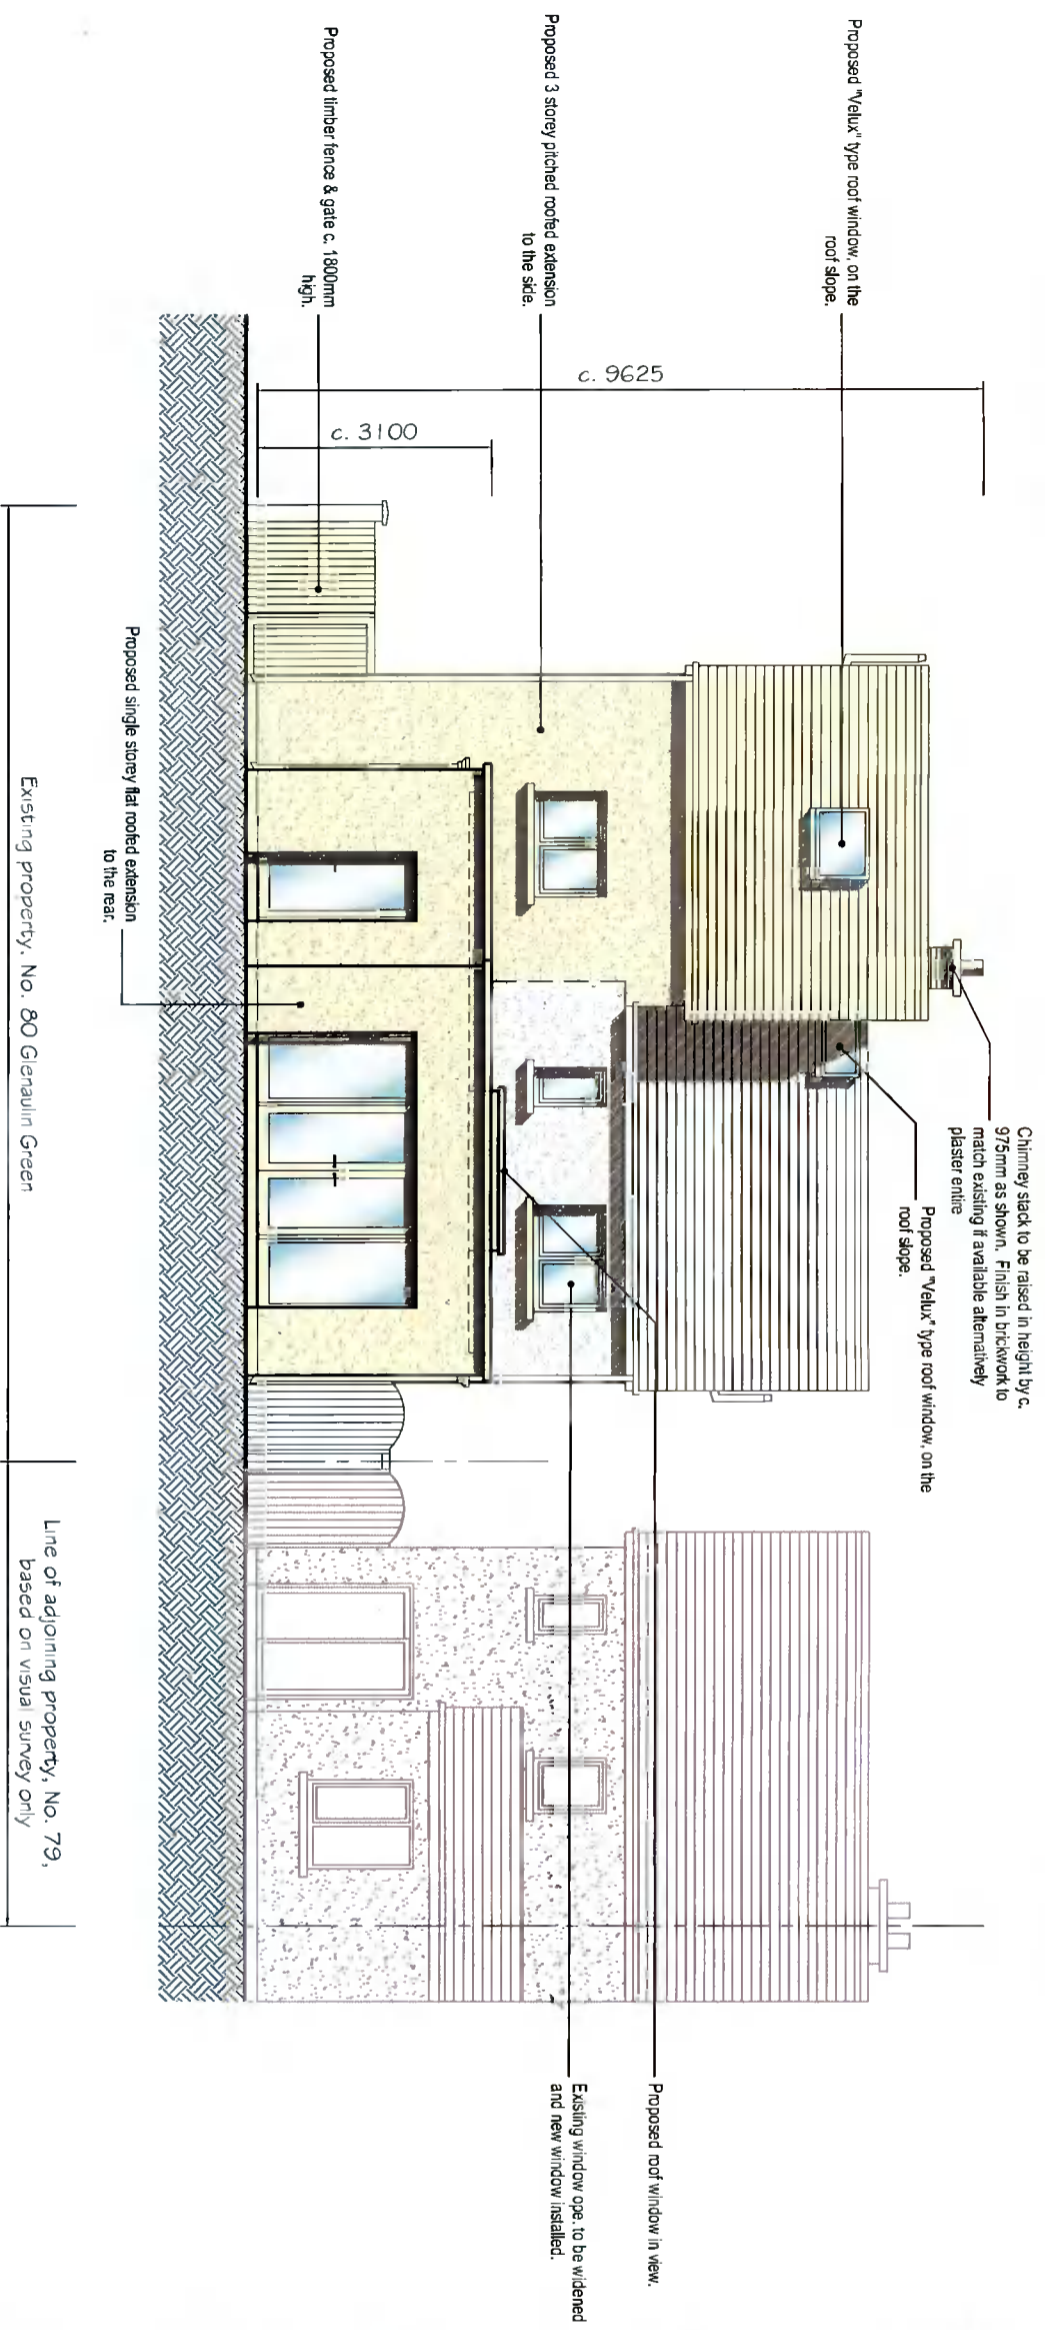 Proposed "Velux" type roof window, on the
roof slope.
Proposed 3 storey pitched roofed extension
to the side.
Proposed timber fence & gate c. 1800mm
high.
c. 9625
c. 3100
Chimney stack to be raised in height by c.
975mm as shown. Finish in brickwork to
match existing if available alternatively
plaster entire
Proposed "Velux" type roof window, on the
roof slope.
Proposed roof window in view.
Existing window ope. to be widened
and new window installed.
Proposed single storey flat roofed extension
to the rear.
Existing property. No. 80 Glenaulin Green
Line of adjoining property, No. 79,
based on visual survey only